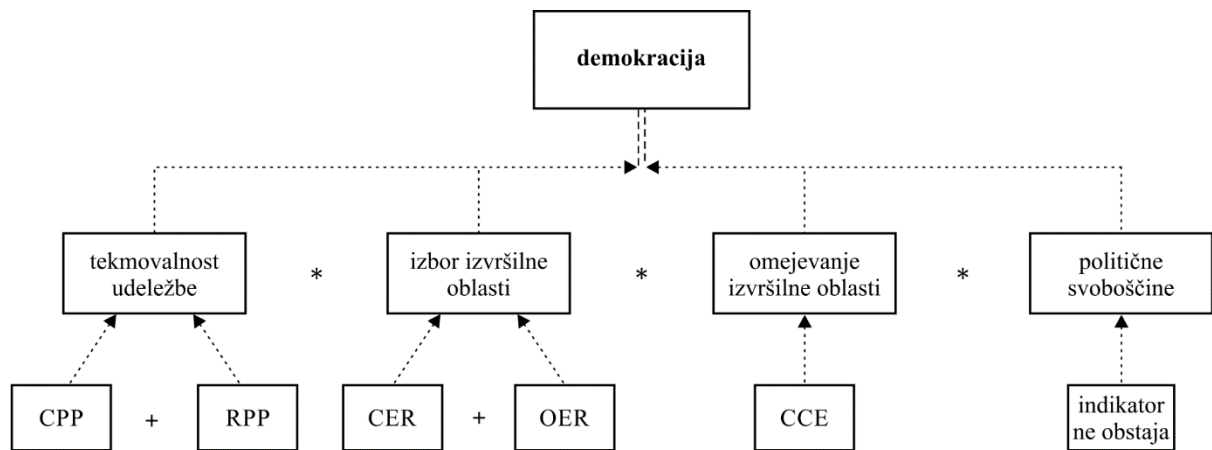 demokracija
tekmovalnost
udeležbe
*
izbor izvršilne
oblasti
*
omejevanje
izvršilne oblasti
*
politične
svoboščine
CPP
+
RPP
CER
+
OER
CCE
indikator
ne obstaja